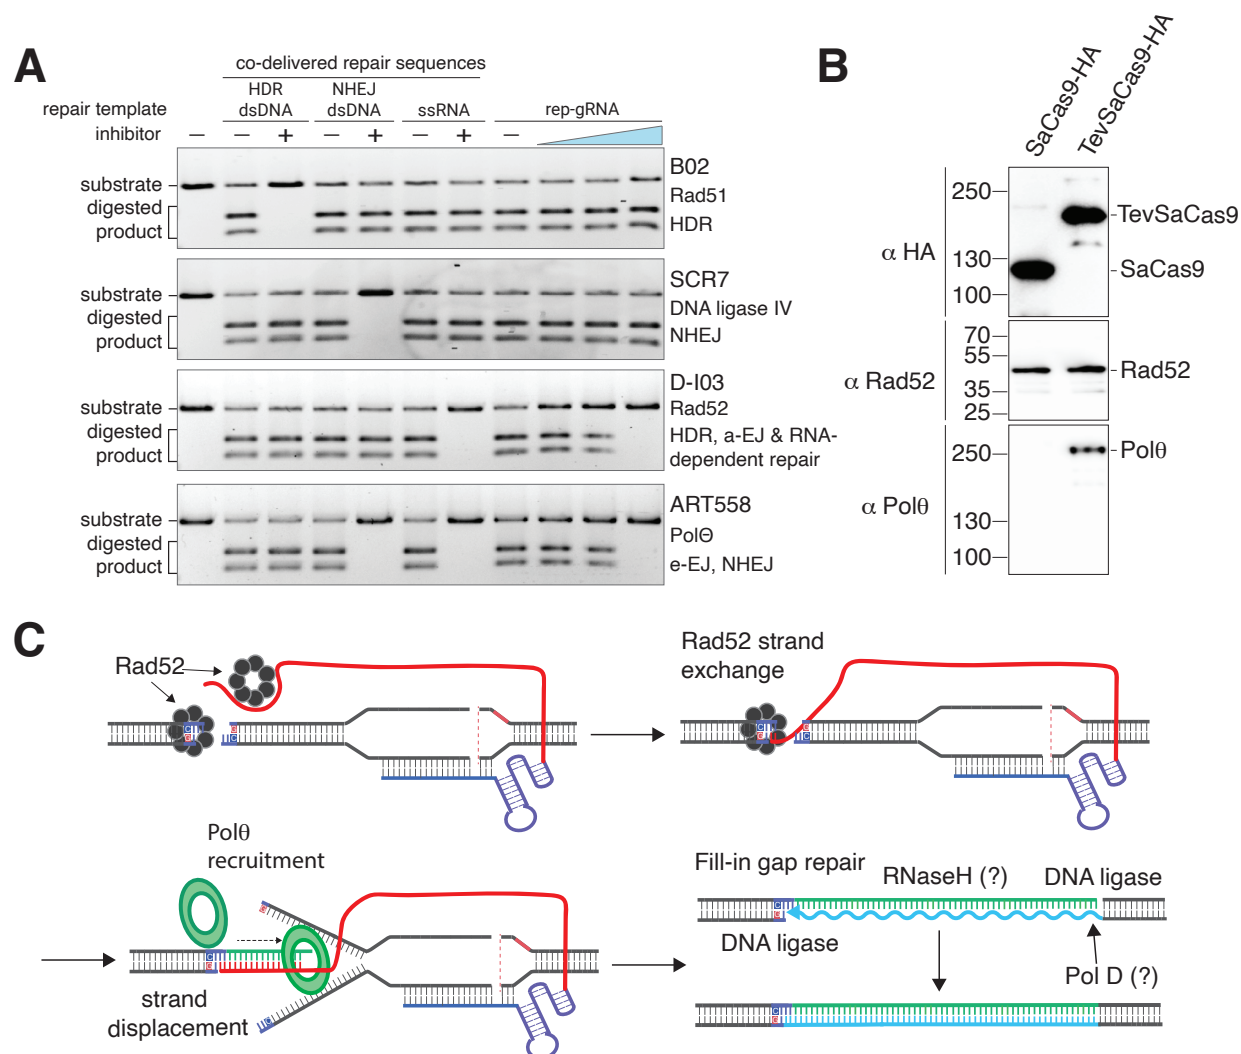 A
co-delivered repair sequences
HDR
dsDNA
NHEJ
dsDNA
ssRNA
rep-gRNA
repair template
inhibitor
– – + – + – + –
substrate
digested
product
B02
Rad51
HDR
substrate
digested
product
SCR7
DNA ligase IV
NHEJ
substrate
digested
product
D-I03
Rad52
HDR, a-EJ & RNA-
dependent repair
substrate
digested
product
ART558
PolΘ
e-EJ, NHEJ
B
SaCas9-HA
TevSaCas9-HA
α HA
250
130
100
TevSaCas9
SaCas9
α Rad52
70
55
35
25
Rad52
α Polθ
250
130
100
Polθ
C
Rad52
C
G
G
C
Rad52 strand
exchange
C
G
G
C
Polθ
recruitment
G
C
G
C
strand
displacement
Fill-in gap repair
RNaseH (?)
DNA ligase
C
G
DNA ligase
Pol D (?)
C
G